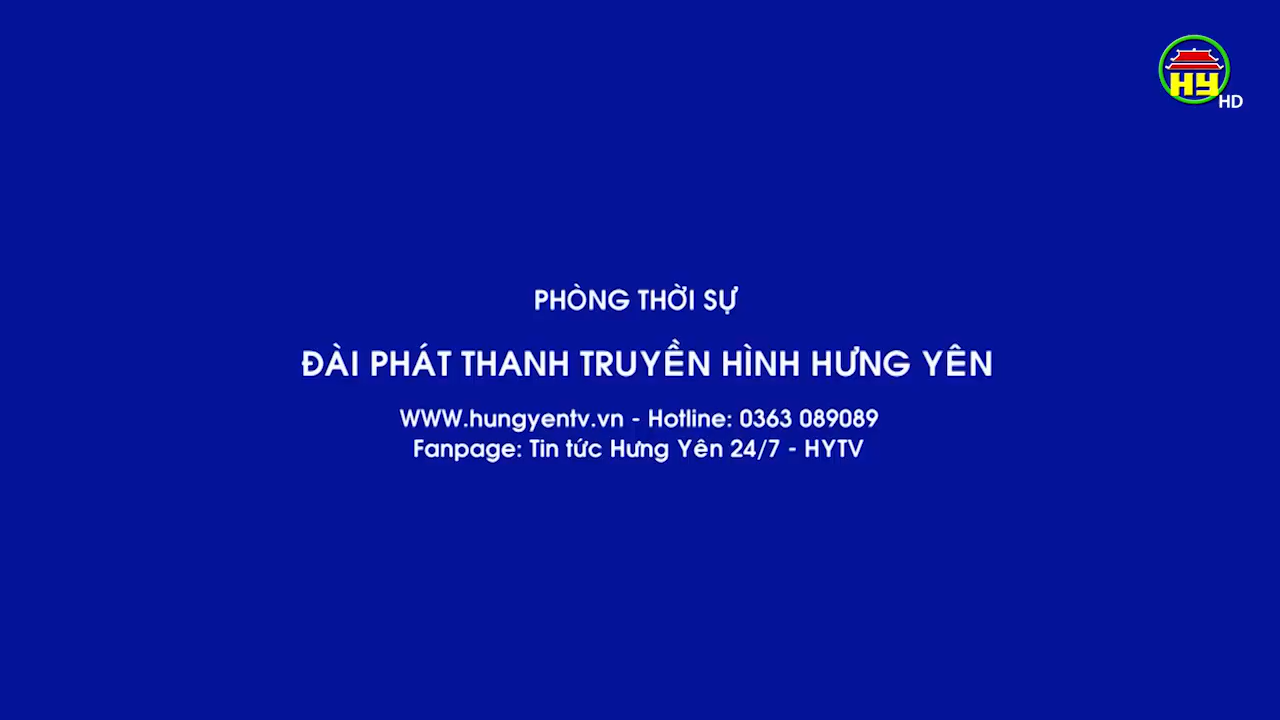 HY
HD
PHÒNG THỜI SỰ
ĐÀI PHÁT THANH TRUYỀN HÌNH HƯNG YÊN
WWW.hungyentv.vn - Hotline: 0363 089089
Fanpage: Tin tức Hưng Yên 24/7 - HYTV